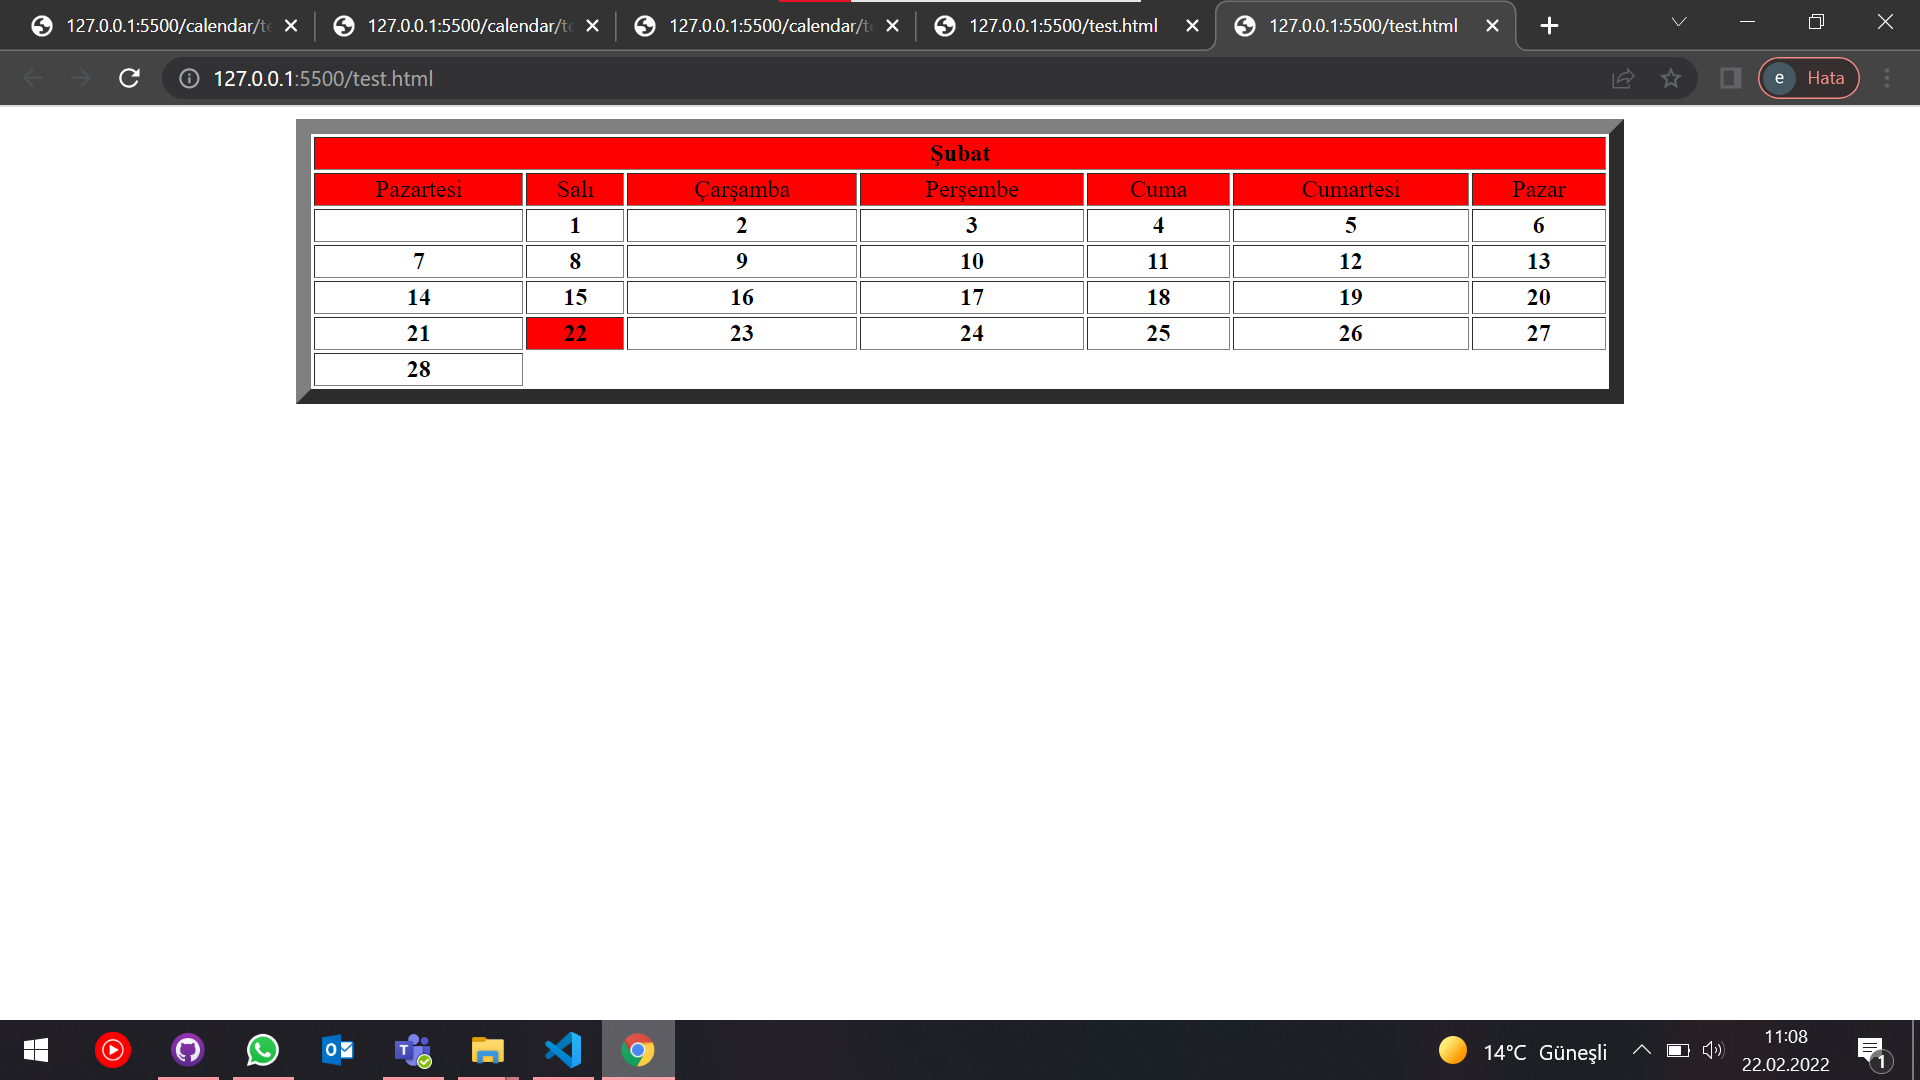 127.0.0.1:5500/calendar/te 127.0.0.1:5500/calendar/te 127.0.0.1:5500/calendar/te 127.0.0.1:5500/test.html 127.0.0.1:5500/test.html
127.0.0.1:5500/test.html e Hata
Şubat
Pazartesi Salı Çarşamba Perşembe Cuma Cumartesi Pazar
1 2 3 4 5 6
7 8 9 10 11 12 13
14 15 16 17 18 19 20
21 22 23 24 25 26 27
28
14°C Güneşli 11:08
22.02.2022 1